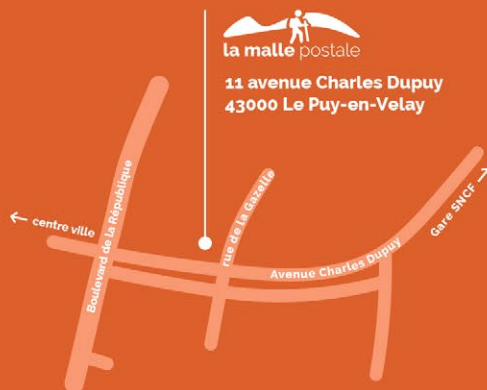 la malle postale
11 avenue Charles Dupuy
43000 Le Puy-en-Velay
Boulevard de la République
rue de la Gazelle
← centre ville
Gare SNCF →
Avenue Charles Dupuy